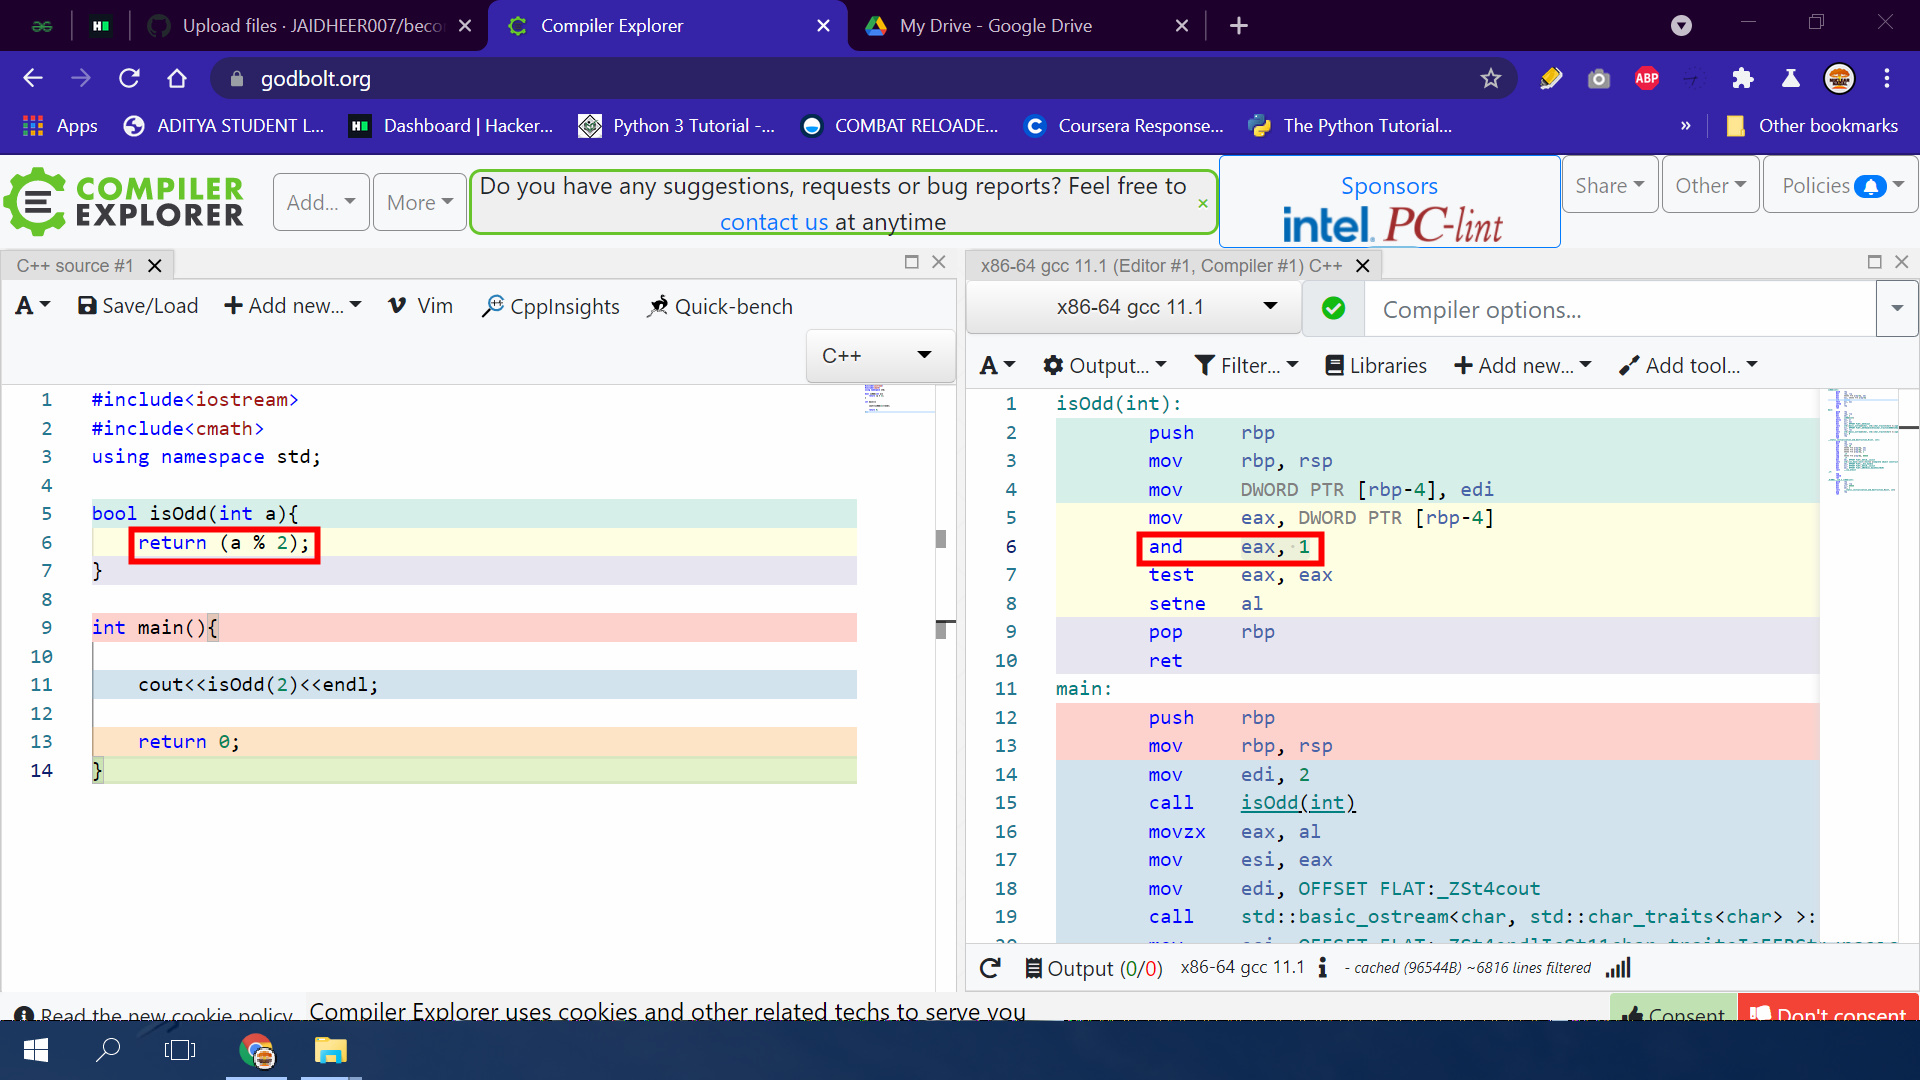 Upload files · JAIDHEER007/beco
Compiler Explorer
My Drive - Google Drive
godbolt.org
ABP
Apps
ADITYA STUDENT L...
Dashboard | Hacker...
Python 3 Tutorial -...
COMBAT RELOADE...
Coursera Response...
The Python Tutorial...
»
Other bookmarks
COMPILER
EXPLORER
Add...
More
Do you have any suggestions, requests or bug reports? Feel free to
contact us at anytime
Sponsors
intel. PC-lint
Share
Other
Policies
C++ source #1
A
Save/Load
+ Add new...
Vim
CppInsights
Quick-bench
C++
1 #include<iostream>
2 #include<cmath>
3 using namespace std;
4
5 bool isOdd(int a){
6 return (a % 2);
7 }
8
9 int main(){
10
11 cout<<isOdd(2)<<endl;
12
13 return 0;
14 }
x86-64 gcc 11.1 (Editor #1, Compiler #1) C++
x86-64 gcc 11.1
Compiler options...
A
Output...
Filter...
Libraries
+ Add new...
Add tool...
1 isOdd(int):
2 push rbp
3 mov rbp, rsp
4 mov DWORD PTR [rbp-4], edi
5 mov eax, DWORD PTR [rbp-4]
6 and eax, 1
7 test eax, eax
8 setne al
9 pop rbp
10 ret
11 main:
12 push rbp
13 mov rbp, rsp
14 mov edi, 2
15 call isOdd(int)
16 movzx eax, al
17 mov esi, eax
18 mov edi, OFFSET FLAT:_ZSt4cout
19 call std::basic_ostream<char, std::char_traits<char> >:
Output (0/0) x86-64 gcc 11.1 i - cached (96544B) ~6816 lines filtered
Read the new cookie policy
Compiler Explorer uses cookies and other related techs to serve you
Consent
Don't consent